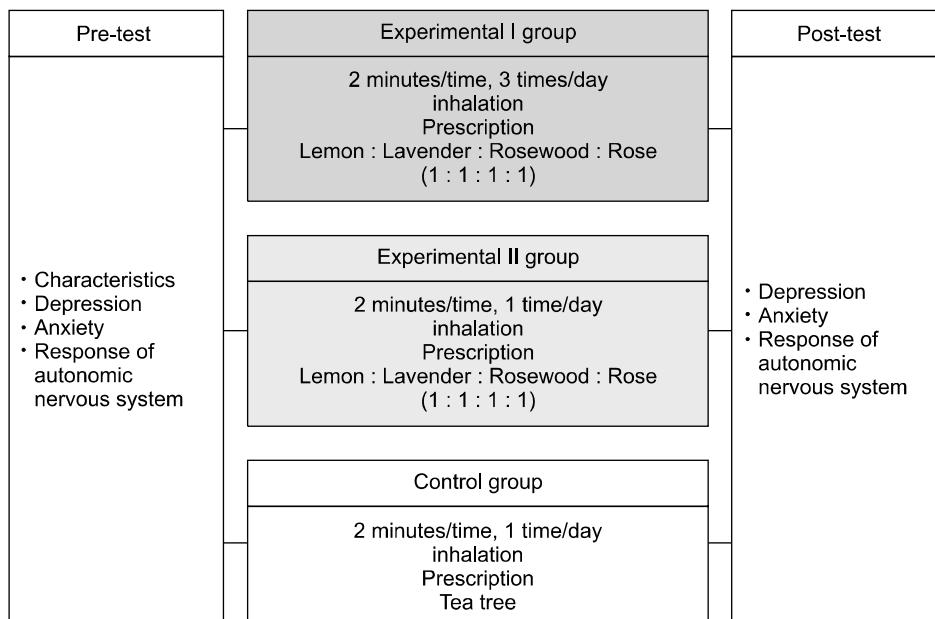 Pre-test
・Characteristics
・Depression
・Anxiety
・Response of
autonomic
nervous system
Experimental I group
2 minutes/time, 3 times/day
inhalation
Prescription
Lemon : Lavender : Rosewood : Rose
(1 : 1 : 1 : 1)
Experimental II group
2 minutes/time, 1 time/day
inhalation
Prescription
Lemon : Lavender : Rosewood : Rose
(1 : 1 : 1 : 1)
Control group
2 minutes/time, 1 time/day
inhalation
Prescription
Tea tree
Post-test
・Depression
・Anxiety
・Response of
autonomic
nervous system